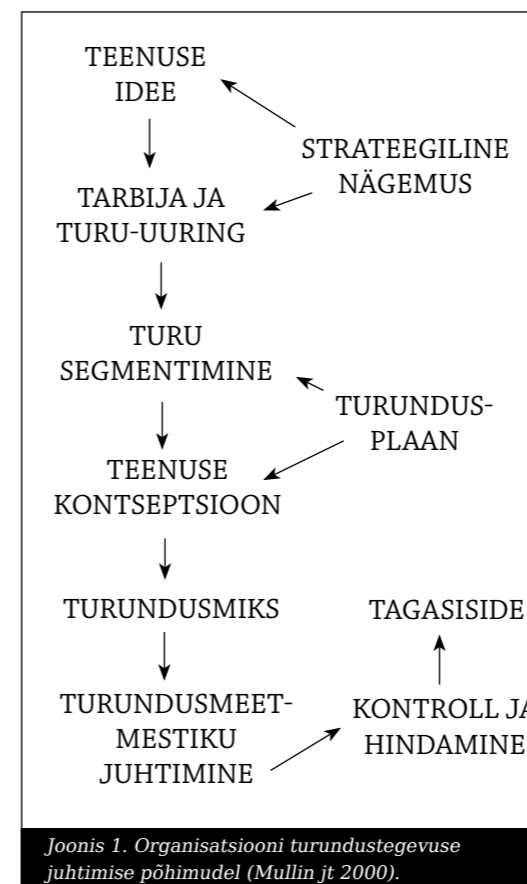 TEENUSE
IDEE
STRATEEGILINE
NÄGEMUS
TARBIJA JA
TURU-UURING
TURU
SEGMENTIMINE
TURUNDUS-
PLAAN
TEENUSE
KONTSEPTSIOON
TURUNDUSMIKS
TAGASISIDE
TURUNDUSMEET-
MESTIKU
JUHTIMINE
KONTROLL JA
HINDAMINE
Joonis 1. Organisatsiooni turundustegevuse
juhtimise põhimudel (Mullin jt 2000).